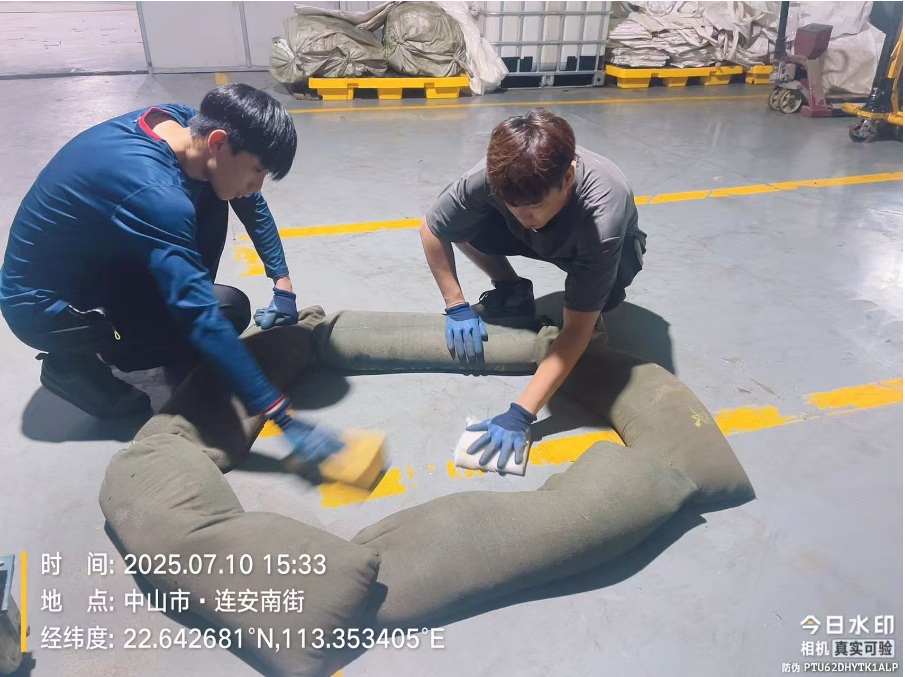 时 间: 2025.07.10 15:33
地 点: 中山市·连安南街
经纬度: 22.642681°N,113.353405°E
今日水印
相机 真实可验
防伪 PTU62DHYTK1ALP